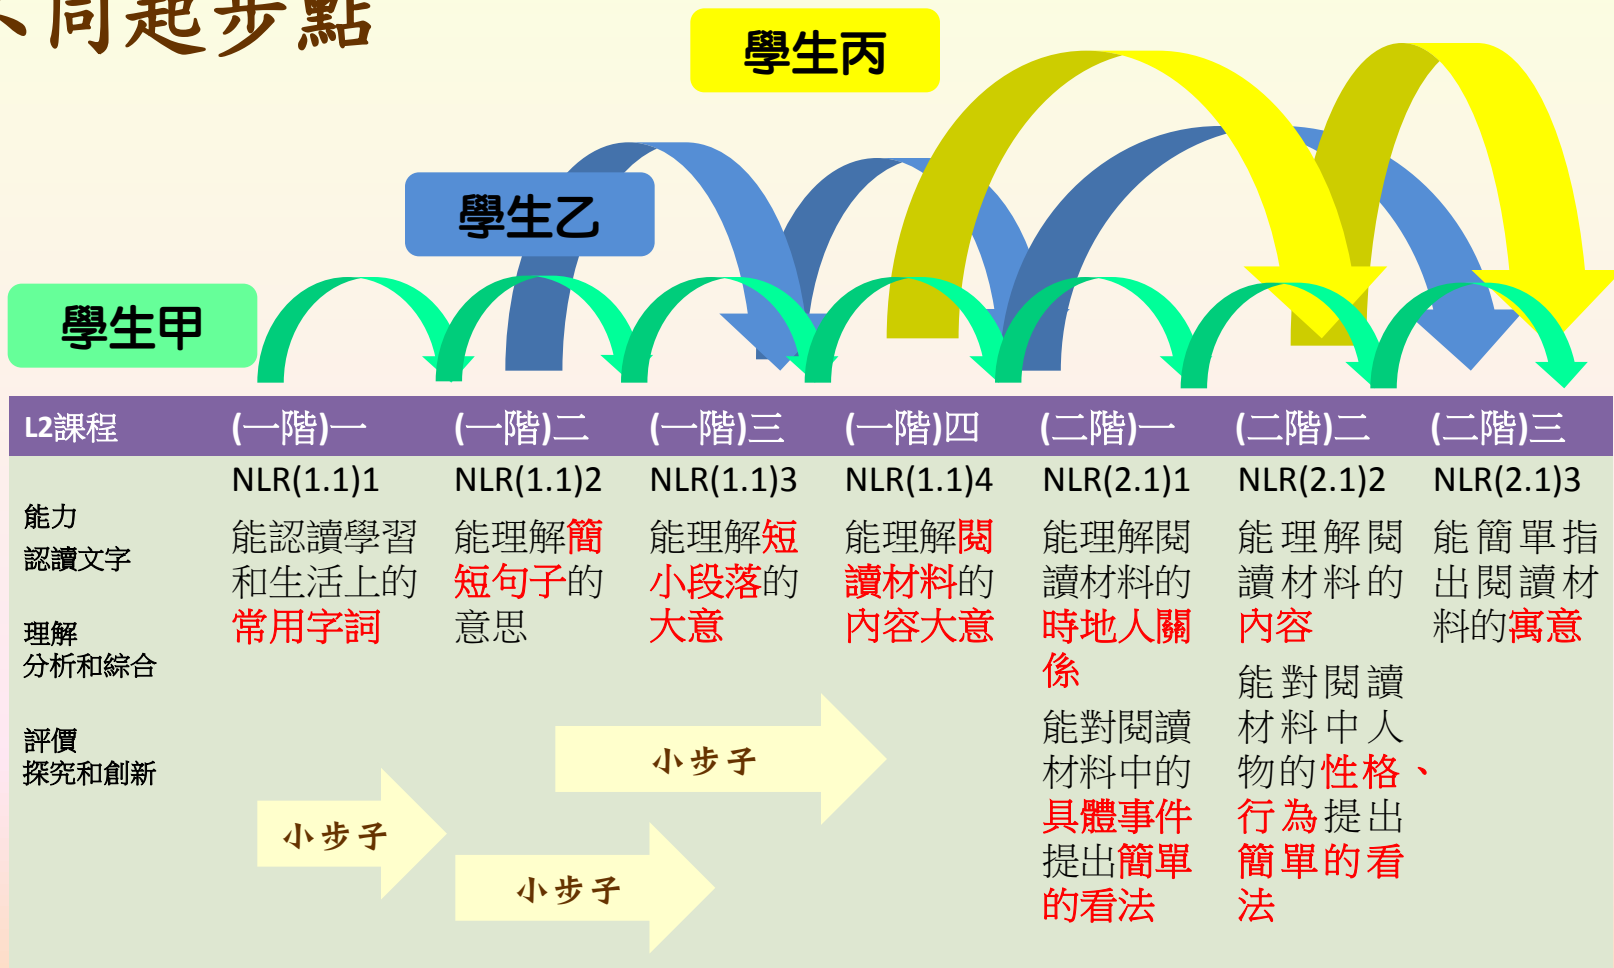 同起步點
學生丙
學生乙
學生甲
L2課程
(一階)一
(一階)二
(一階)三
(一階)四
(二階)一
(二階)二
(二階)三
能力
認讀文字
理解
分析和綜合
評價
探究和創新
NLR(1.1)1
能認讀學習
和生活上的
常用字詞
NLR(1.1)2
能理解簡
短句子的
意思
NLR(1.1)3
能理解短
小段落的
大意
NLR(1.1)4
能理解閱
讀材料的
內容大意
NLR(2.1)1
能理解閱
讀材料的
時地人關
係
能對閱讀
材料中的
具體事件
提出簡單
的看法
NLR(2.1)2
能理解閱
讀材料的
內容
能對閱讀
材料中人
物的性格、
行為提出
簡單的看
法
NLR(2.1)3
能簡單指
出閱讀材
料的寓意
小步子
小步子
小步子